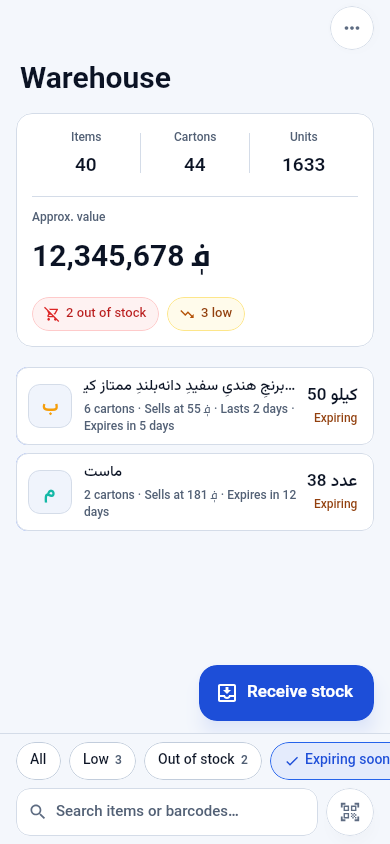 Warehouse
Items
Cartons
Units
40
44
1633
Approx. value
12,345,678 ؋
2 out of stock
3 low
ب
برنجِ هندیِ سفیدِ دانه‌بلندِ ممتاز کی…
50 کیلو
6 cartons · Sells at 55 ؋ · Lasts 2 days ·
Expires in 5 days
Expiring
م
ماست
38 عدد
2 cartons · Sells at 181 ؋ · Expires in 12
days
Expiring
Receive stock
All
Low 3
Out of stock 2
Expiring soon
Search items or barcodes…